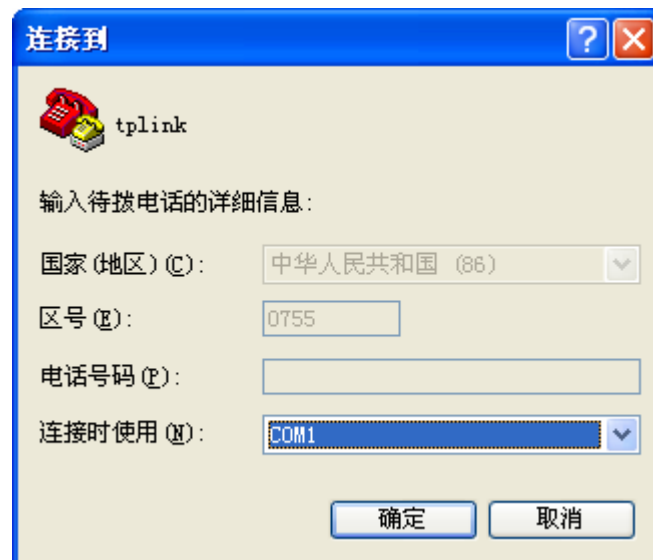 连接到
tplink
输入待拨电话的详细信息:
国家(地区)(C): 中华人民共和国 (86)
区号(E): 0755
电话号码(P):
连接时使用(N): COM1
确定 取消